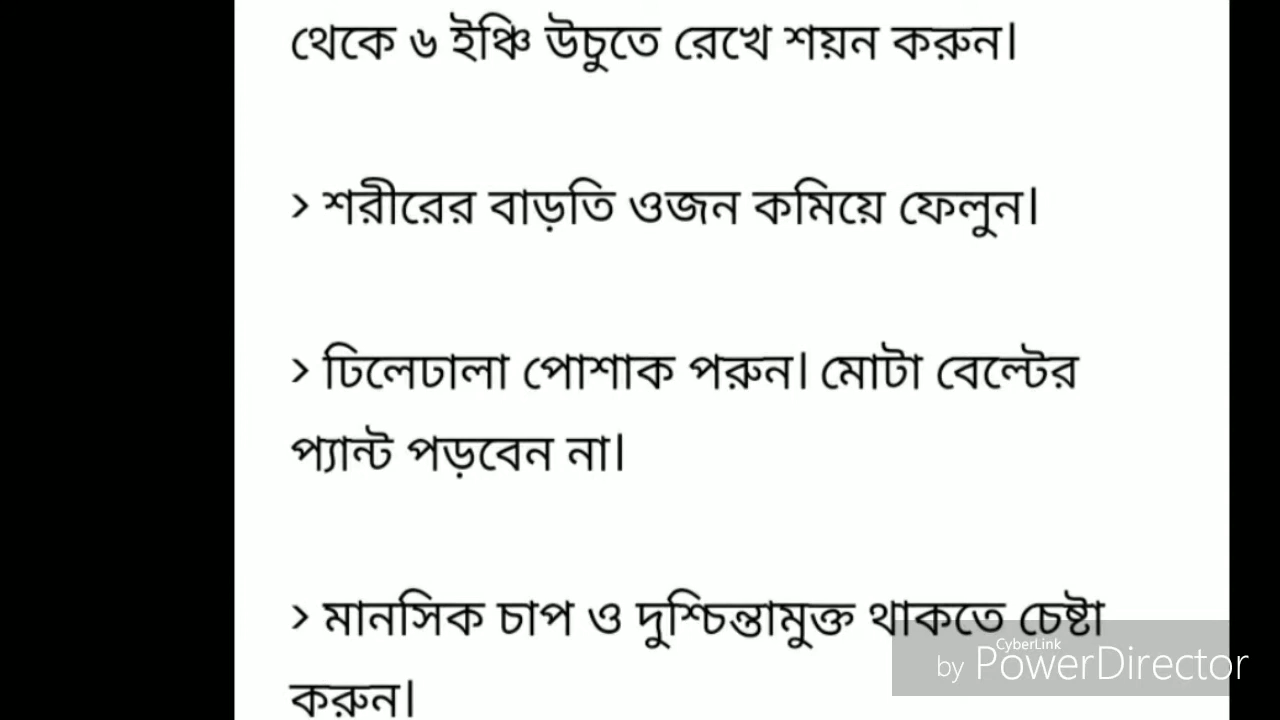 থেকে ৬ ইঞ্চি উচুতে রেখে শয়ন করুন।
> শরীরের বাড়তি ওজন কমিয়ে ফেলুন।
> ঢিলেঢালা পোশাক পরুন। মোটা বেল্টের
প্যান্ট পড়বেন না।
> মানসিক চাপ ও দুশ্চিন্তামুক্ত থাকতে চেষ্টা
করুন।
CyberLink
by PowerDirector